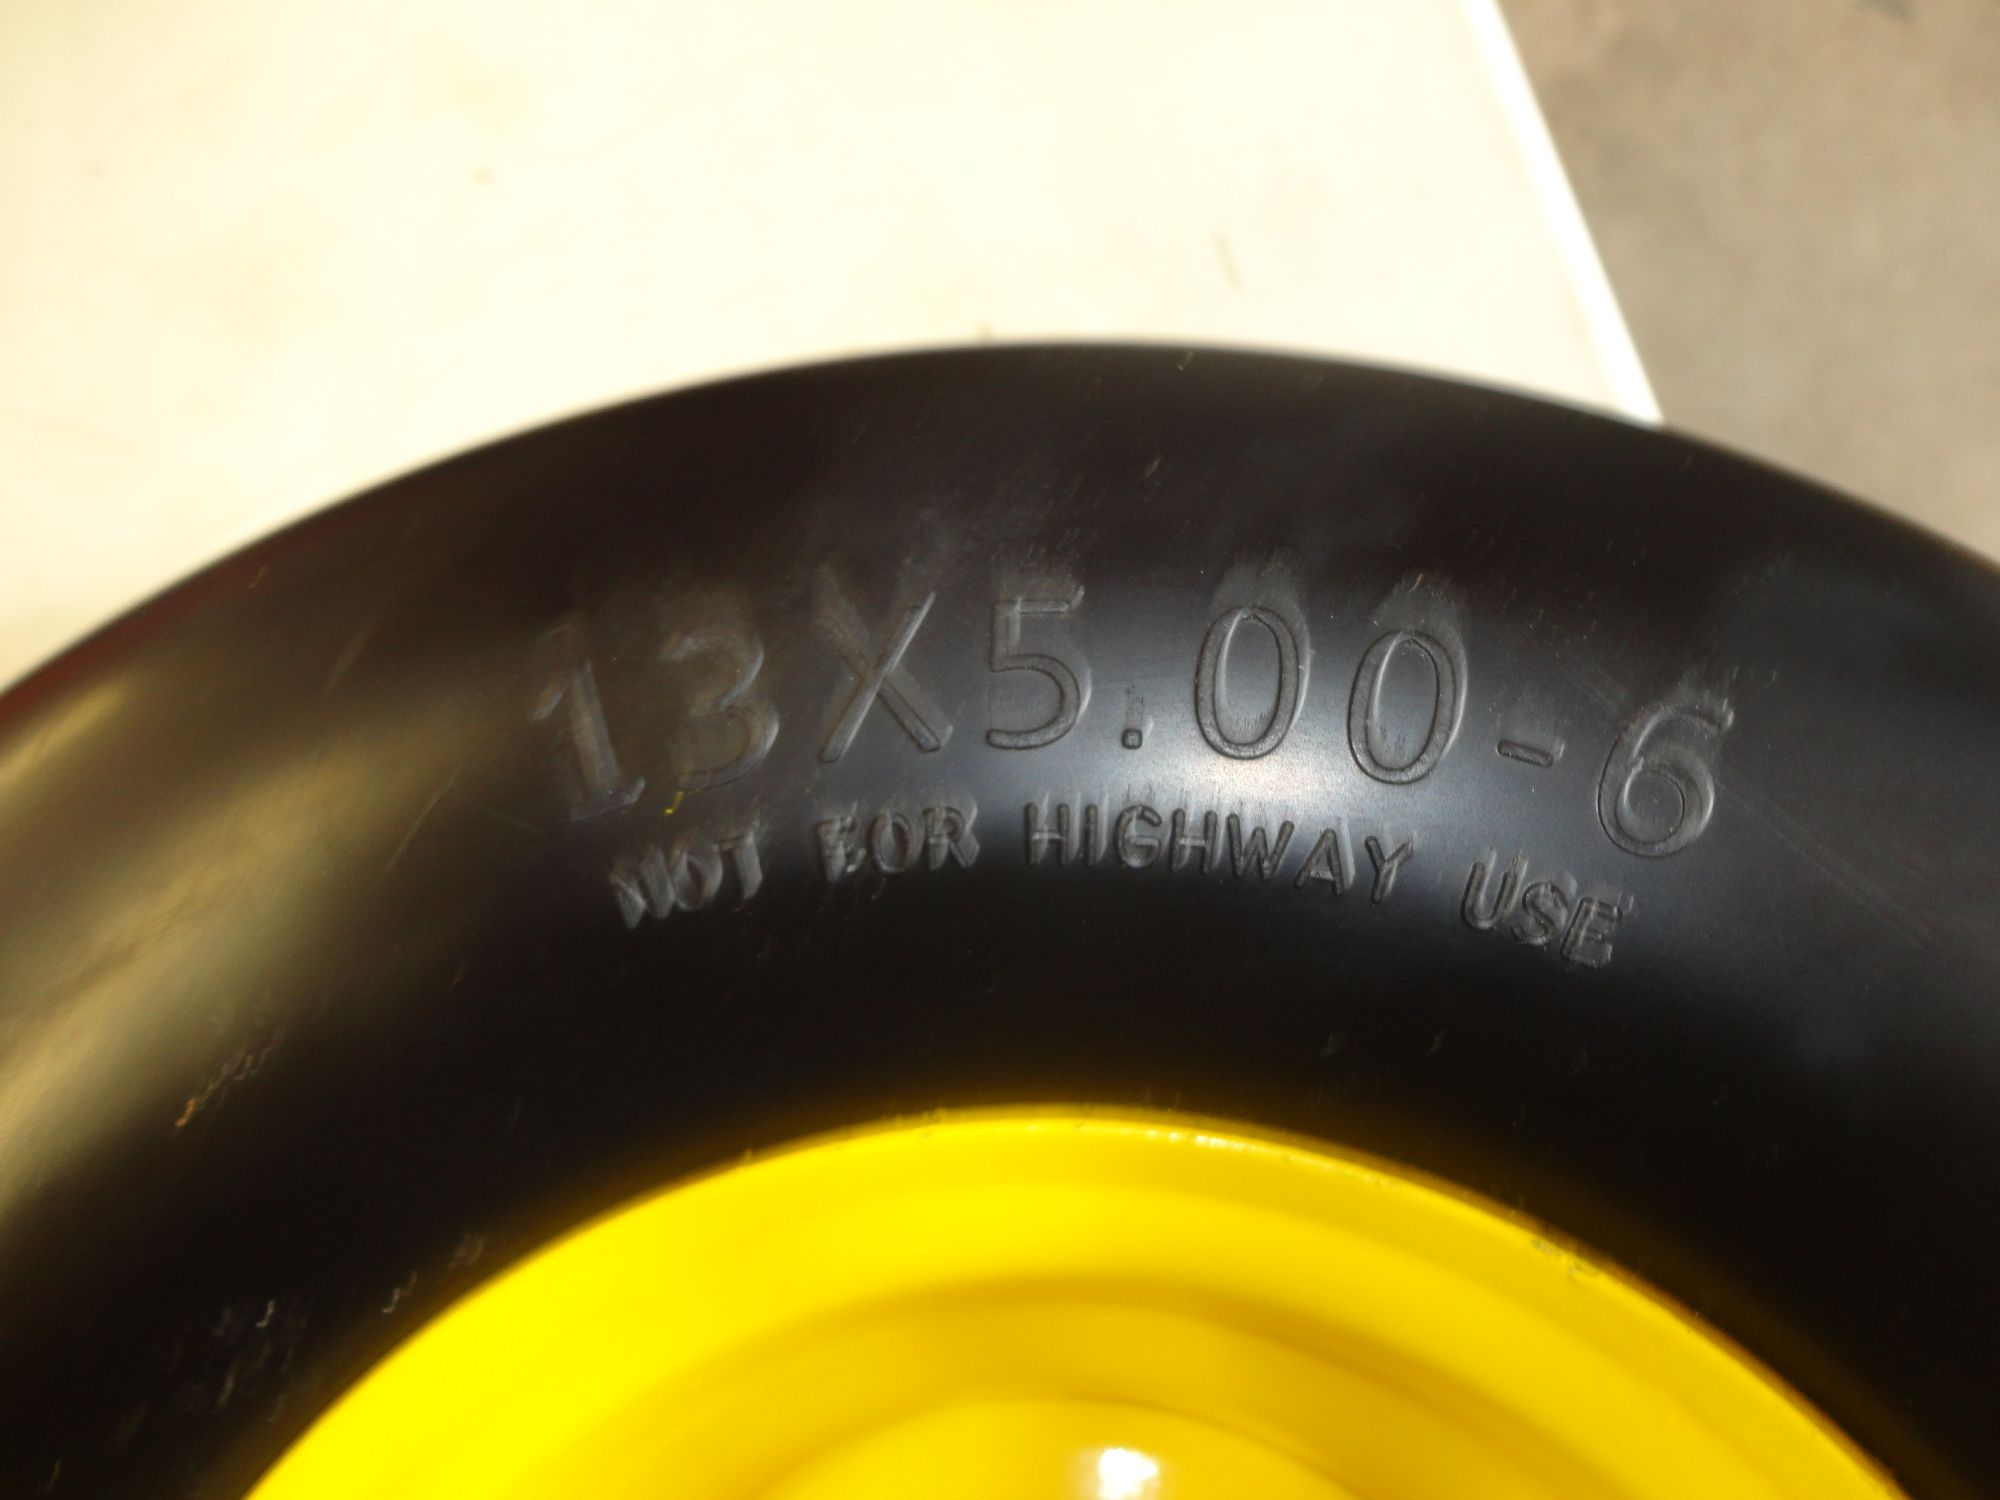 13X5.00-6
NOT FOR HIGHWAY USE